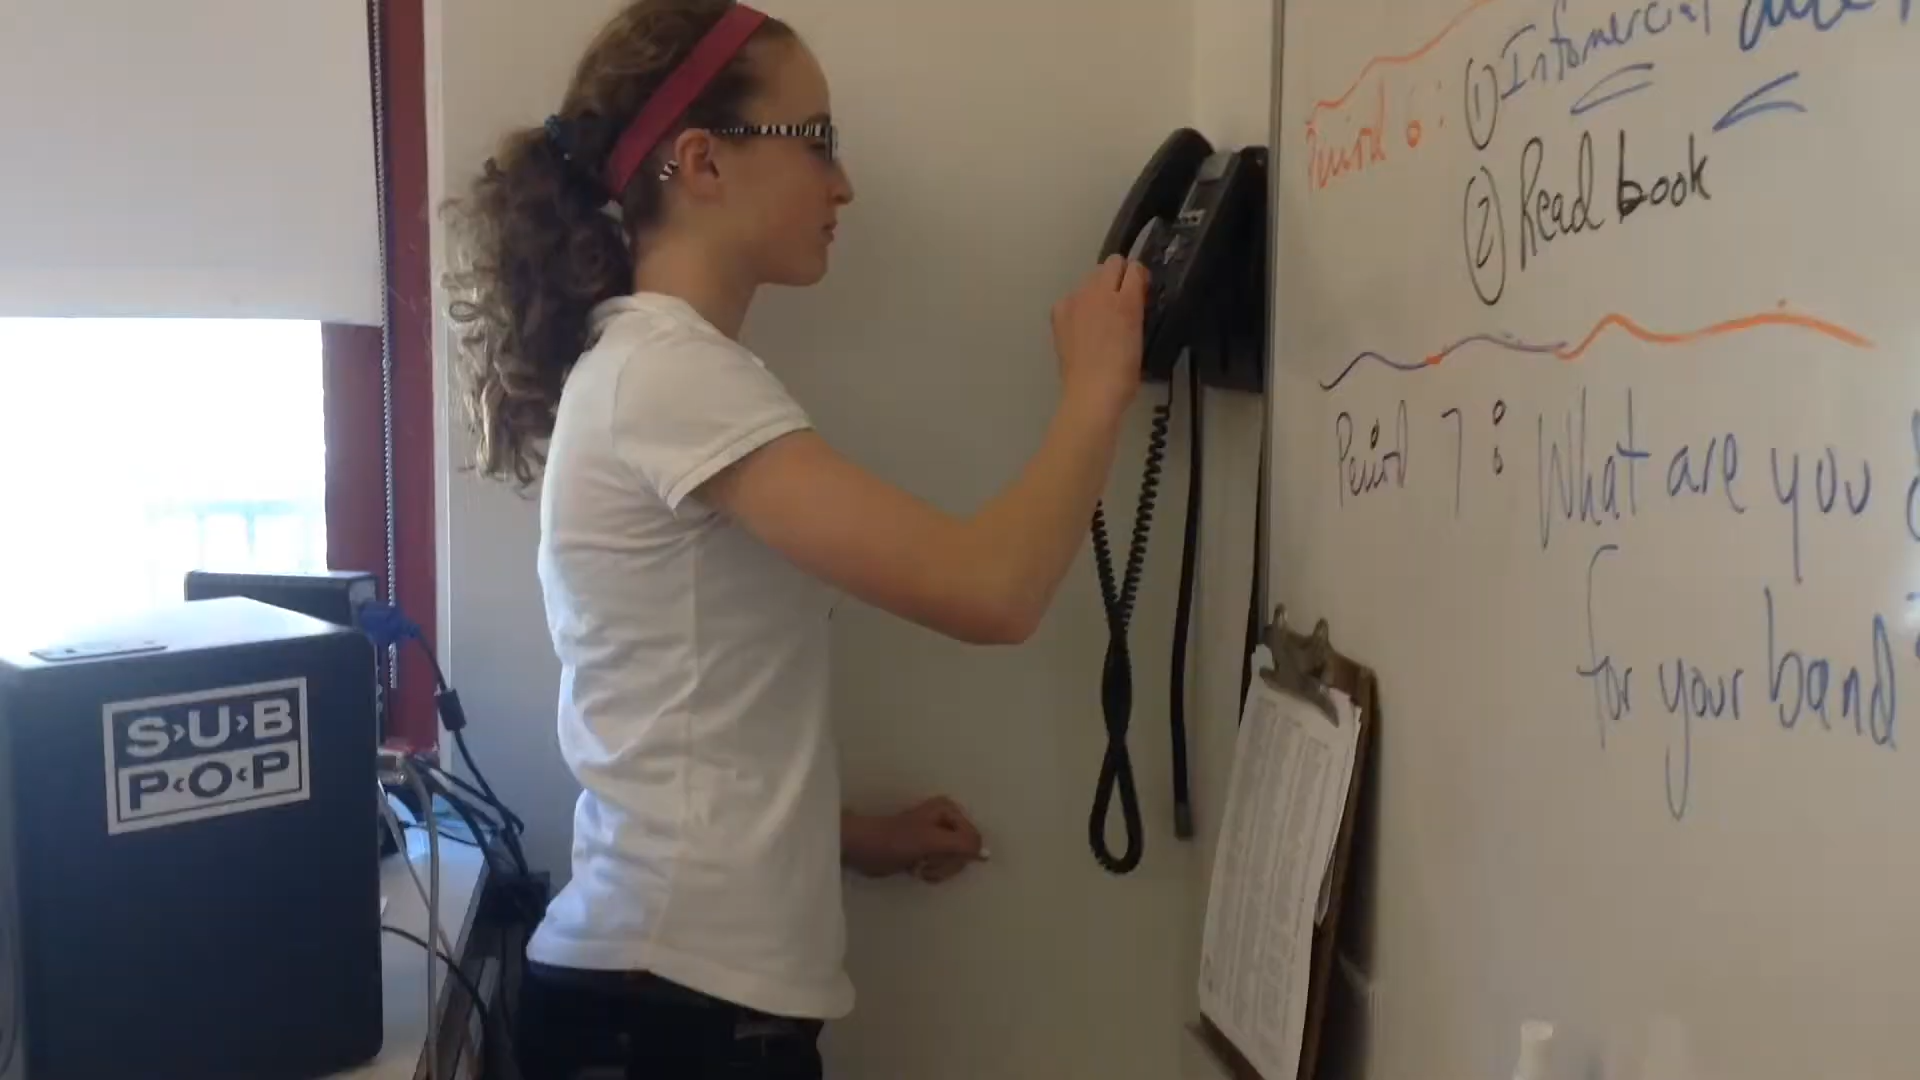 Period 6: ① Infomercial
② Read book
Period 7: What are you
for your band
S›U›B
P‹O‹P